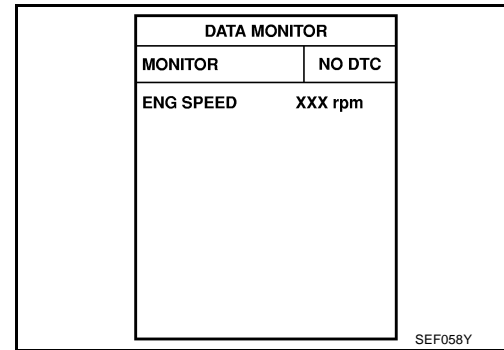 DATA MONITOR
MONITOR NO DTC
ENG SPEED XXX rpm
SEF058Y